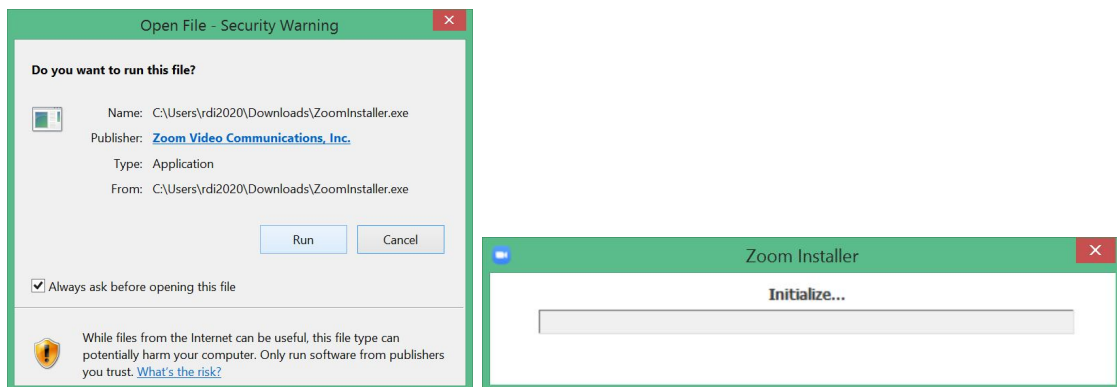 Open File - Security Warning
Do you want to run this file?
Name: C:\Users\rdi2020\Downloads\ZoomInstaller.exe
Publisher: Zoom Video Communications, Inc.
Type: Application
From: C:\Users\rdi2020\Downloads\ZoomInstaller.exe
Run Cancel
Always ask before opening this file
While files from the Internet can be useful, this file type can
potentially harm your computer. Only run software from publishers
you trust. What's the risk?
Zoom Installer
Initialize...